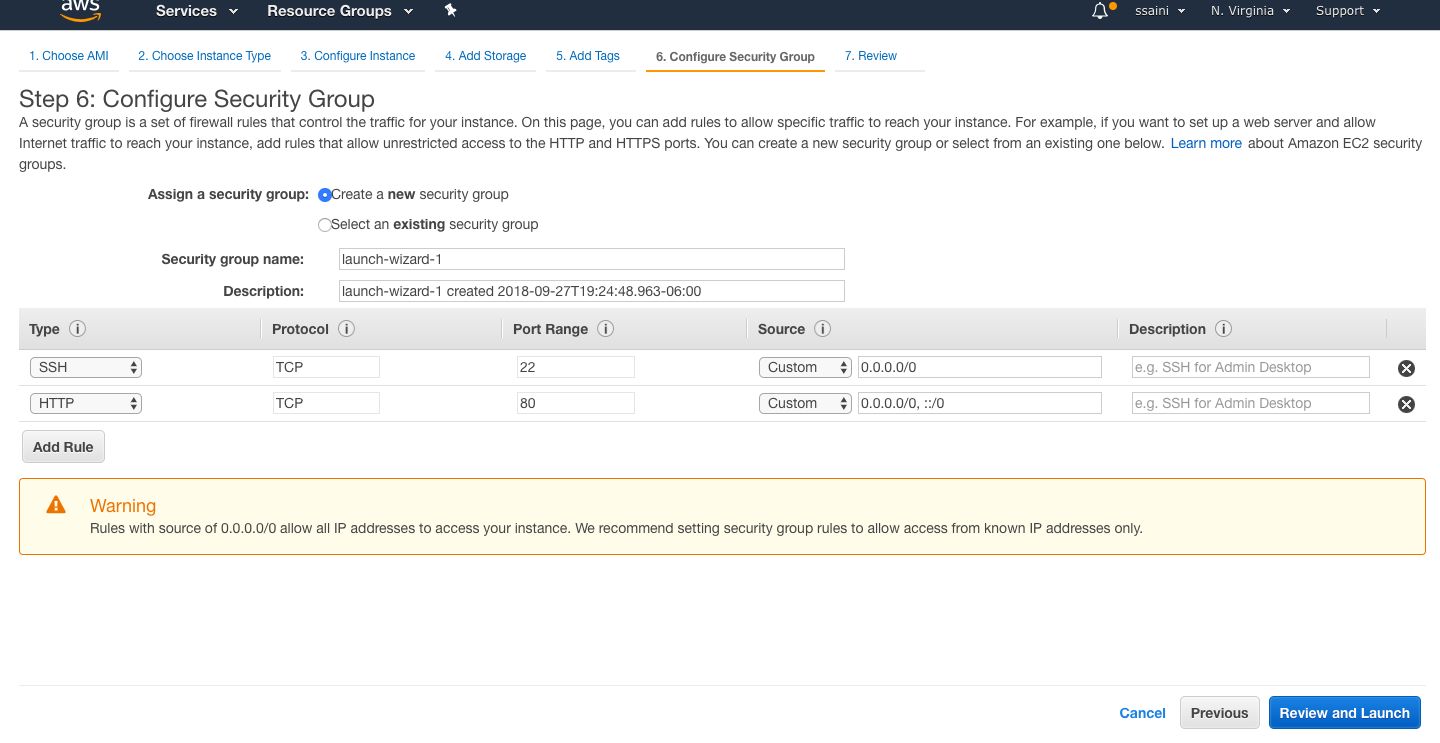 aws Services Resource Groups ssaini N. Virginia Support
1. Choose AMI 2. Choose Instance Type 3. Configure Instance 4. Add Storage 5. Add Tags 6. Configure Security Group 7. Review
Step 6: Configure Security Group
A security group is a set of firewall rules that control the traffic for your instance. On this page, you can add rules to allow specific traffic to reach your instance. For example, if you want to set up a web server and allow
Internet traffic to reach your instance, add rules that allow unrestricted access to the HTTP and HTTPS ports. You can create a new security group or select from an existing one below. Learn more about Amazon EC2 security
groups.
Assign a security group: Create a new security group
Select an existing security group
Security group name: launch-wizard-1
Description: launch-wizard-1 created 2018-09-27T19:24:48.963-06:00
Type i Protocol i Port Range i Source i Description i
SSH TCP 22 Custom 0.0.0.0/0 e.g. SSH for Admin Desktop
HTTP TCP 80 Custom 0.0.0.0/0, ::/0 e.g. SSH for Admin Desktop
Add Rule
Warning
Rules with source of 0.0.0.0/0 allow all IP addresses to access your instance. We recommend setting security group rules to allow access from known IP addresses only.
Cancel Previous Review and Launch